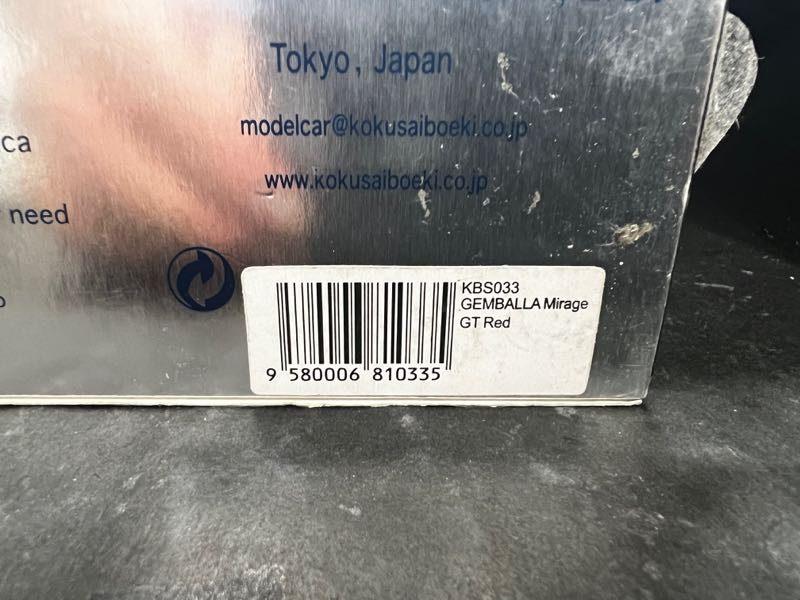 Tokyo, Japan
modelcar@kokusaiboeki.co.jp
www.kokusaiboeki.co.jp
ca
need
KBS033
GEMBALLA Mirage
GT Red
9 580006 810335